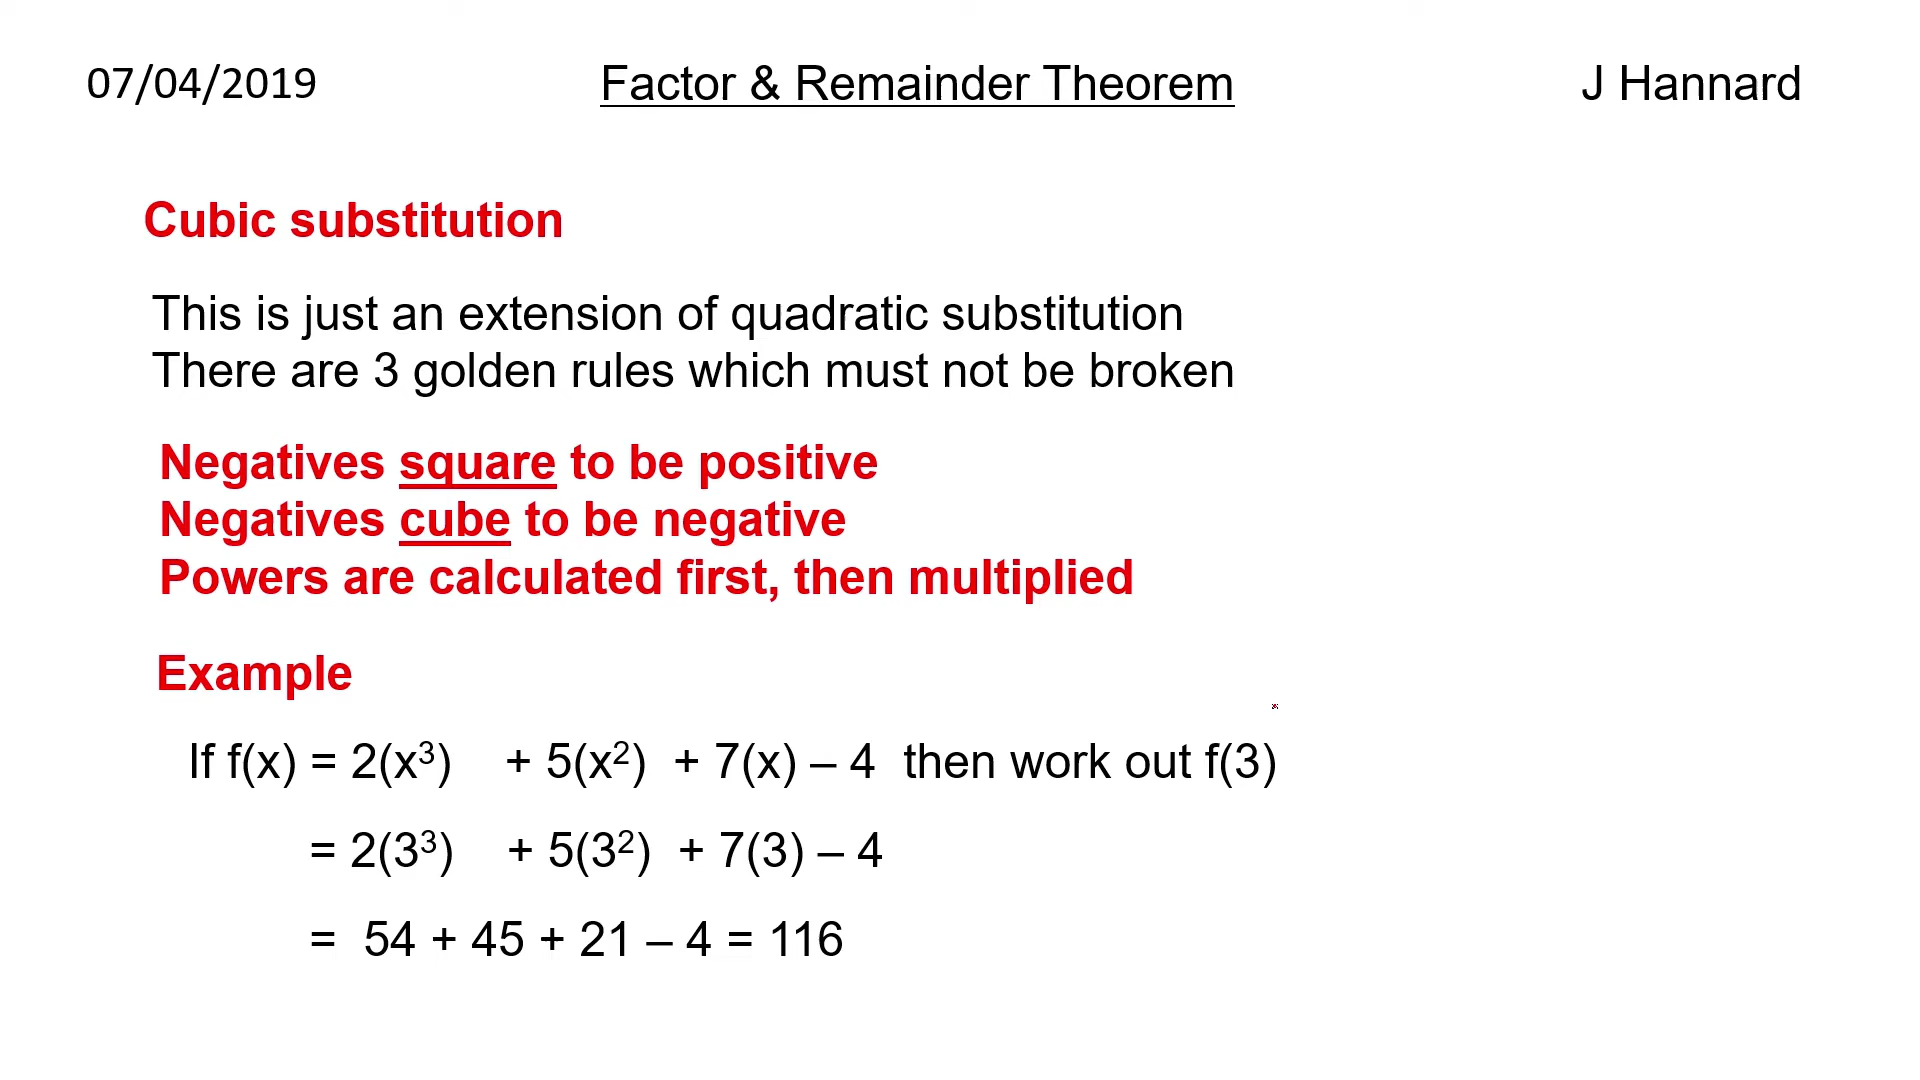 07/04/2019 Factor & Remainder Theorem J Hannard
Cubic substitution
This is just an extension of quadratic substitution
There are 3 golden rules which must not be broken
Negatives square to be positive
Negatives cube to be negative
Powers are calculated first, then multiplied
Example
If f(x) = 2(x³) + 5(x²) + 7(x) – 4 then work out f(3)
= 2(3³) + 5(3²) + 7(3) – 4
= 54 + 45 + 21 – 4 = 116